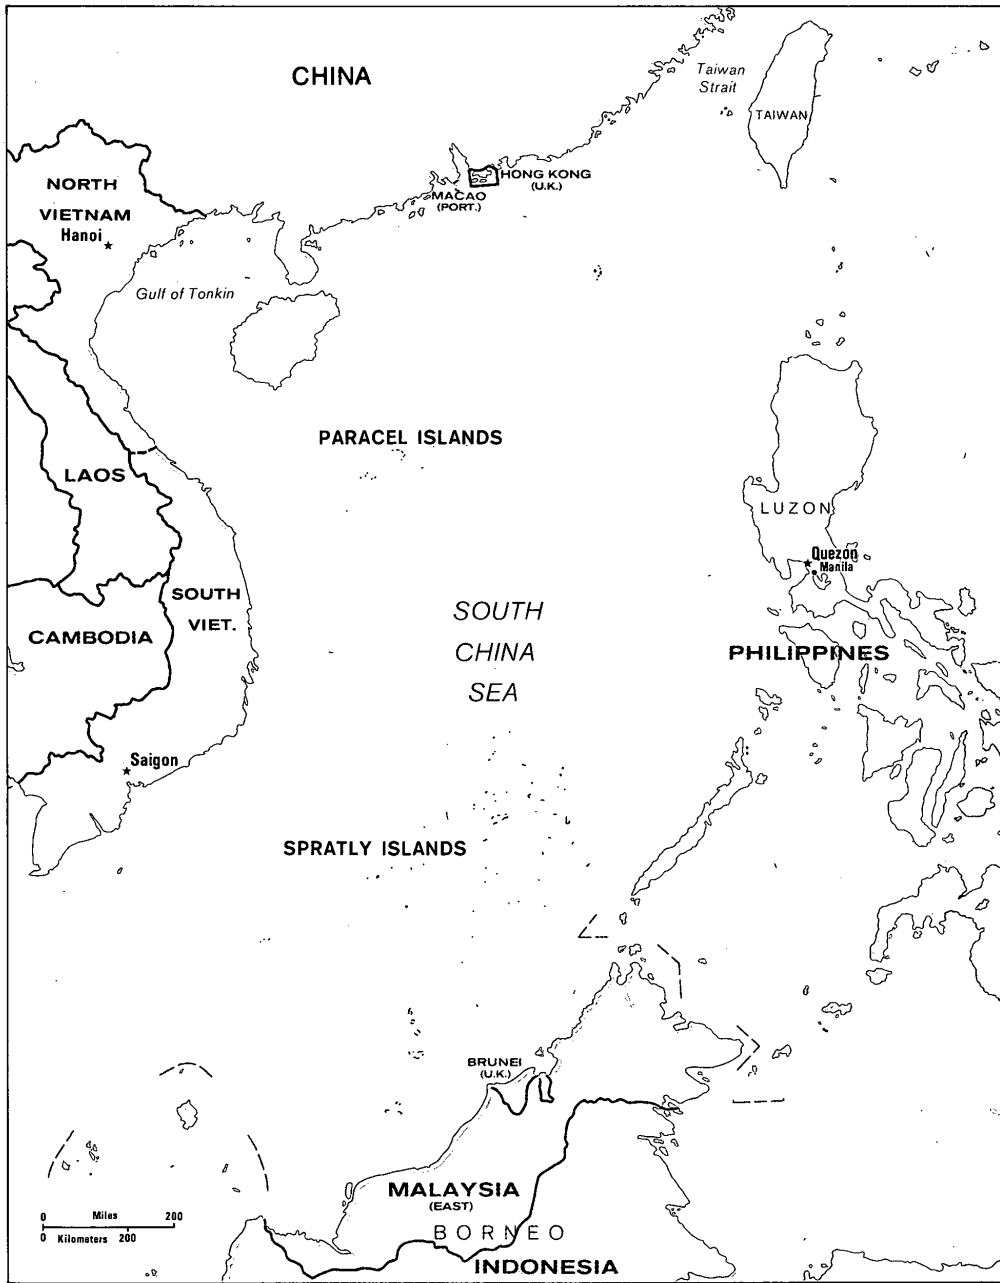 CHINA
Taiwan
Strait
TAIWAN
HONG KONG
(U.K.)
MACAO
(PORT.)
NORTH
VIETNAM
Hanoi
Gulf of Tonkin
PARACEL ISLANDS
LAOS
LUZON
Quezon
Manila
SOUTH
VIET.
CAMBODIA
SOUTH
CHINA
SEA
PHILIPPINES
Saigon
SPRATLY ISLANDS
BRUNEI
(U.K.)
MALAYSIA
(EAST)
BORNEO
INDONESIA
0 Miles 200
0 Kilometers 200